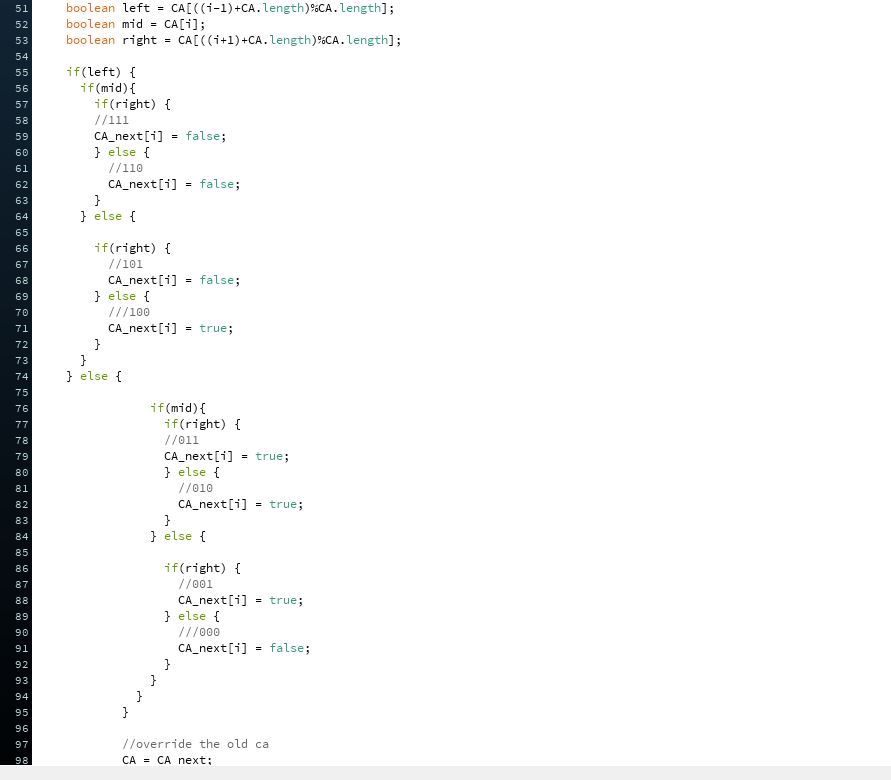 51 boolean left = CA[((i-1)+CA.length)%CA.length];
52 boolean mid = CA[i];
53 boolean right = CA[((i+1)+CA.length)%CA.length];
54
55 if(left) {
56 if(mid){
57 if(right) {
58 //111
59 CA_next[i] = false;
60 } else {
61 //110
62 CA_next[i] = false;
63 }
64 } else {
65
66 if(right) {
67 //101
68 CA_next[i] = false;
69 } else {
70 ///100
71 CA_next[i] = true;
72 }
73 }
74 } else {
75
76 if(mid){
77 if(right) {
78 //011
79 CA_next[i] = true;
80 } else {
81 //010
82 CA_next[i] = true;
83 }
84 } else {
85
86 if(right) {
87 //001
88 CA_next[i] = true;
89 } else {
90 ///000
91 CA_next[i] = false;
92 }
93 }
94 }
95 }
96
97 //override the old ca
98 CA = CA_next;